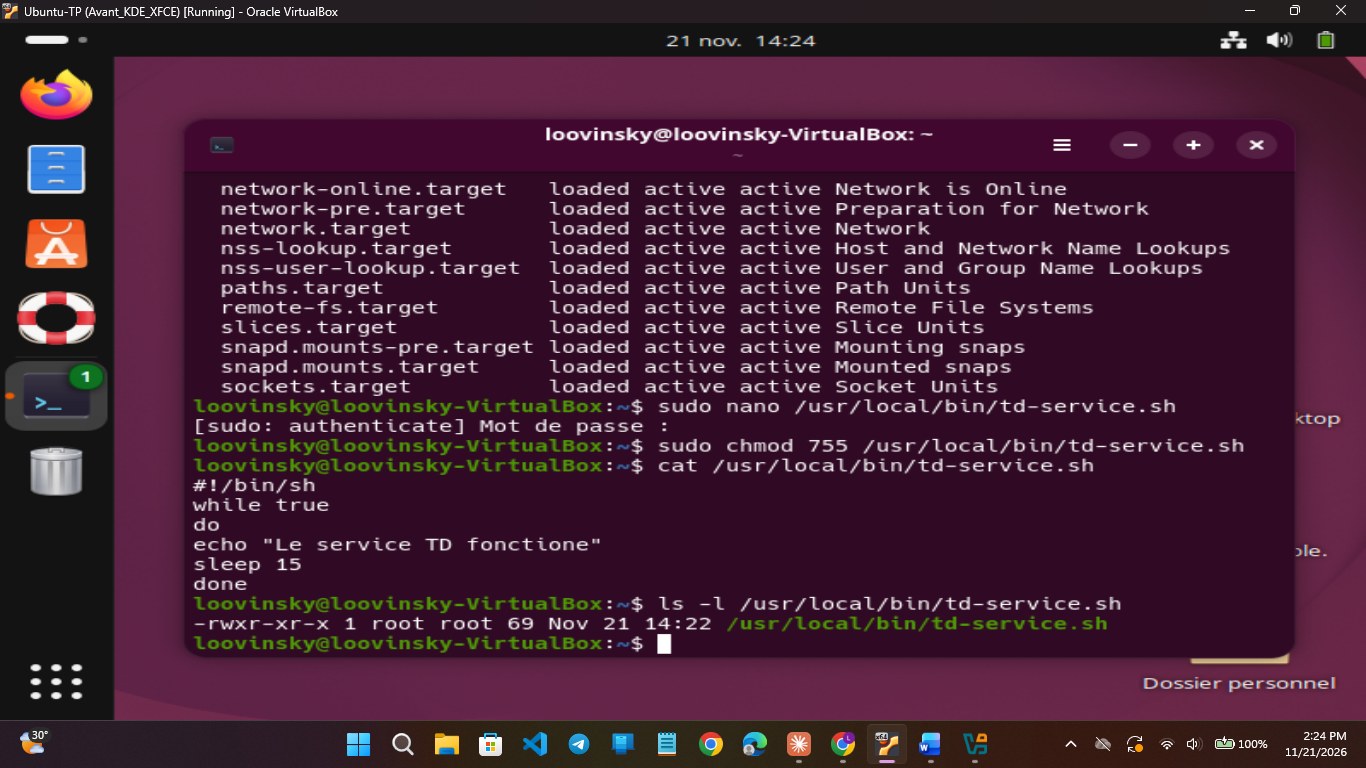 Ubuntu-TP (Avant_KDE_XFCE) [Running] - Oracle VirtualBox
21 nov. 14:24
loovinsky@loovinsky-VirtualBox: ~
~
network-online.target loaded active active Network is Online
network-pre.target loaded active active Preparation for Network
network.target loaded active active Network
nss-lookup.target loaded active active Host and Network Name Lookups
nss-user-lookup.target loaded active active User and Group Name Lookups
paths.target loaded active active Path Units
remote-fs.target loaded active active Remote File Systems
slices.target loaded active active Slice Units
snapd.mounts-pre.target loaded active active Mounting snaps
snapd.mounts.target loaded active active Mounted snaps
sockets.target loaded active active Socket Units
loovinsky@loovinsky-VirtualBox:~$ sudo nano /usr/local/bin/td-service.sh
[sudo: authenticate] Mot de passe :
loovinsky@loovinsky-VirtualBox:~$ sudo chmod 755 /usr/local/bin/td-service.sh
loovinsky@loovinsky-VirtualBox:~$ cat /usr/local/bin/td-service.sh
#!/bin/sh
while true
do
echo "Le service TD fonctione"
sleep 15
done
loovinsky@loovinsky-VirtualBox:~$ ls -l /usr/local/bin/td-service.sh
-rwxr-xr-x 1 root root 69 Nov 21 14:22 /usr/local/bin/td-service.sh
loovinsky@loovinsky-VirtualBox:~$
1
ktop
ole.
Dossier personnel
30°
100%
2:24 PM
11/21/2026